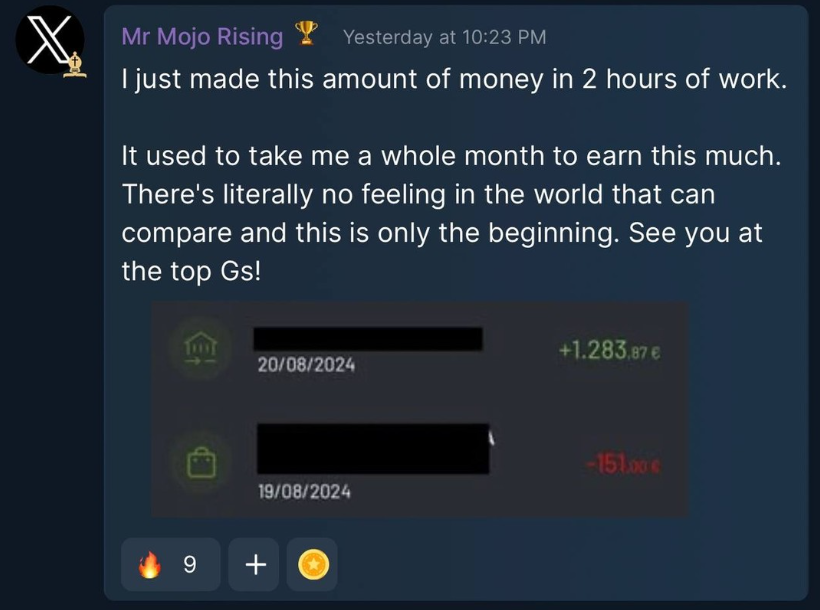 Mr Mojo Rising 🏆 Yesterday at 10:23 PM
I just made this amount of money in 2 hours of work.
It used to take me a whole month to earn this much.
There's literally no feeling in the world that can
compare and this is only the beginning. See you at
the top Gs!
+1.283,87 €
20/08/2024
-151,00 €
19/08/2024
🔥 9 +